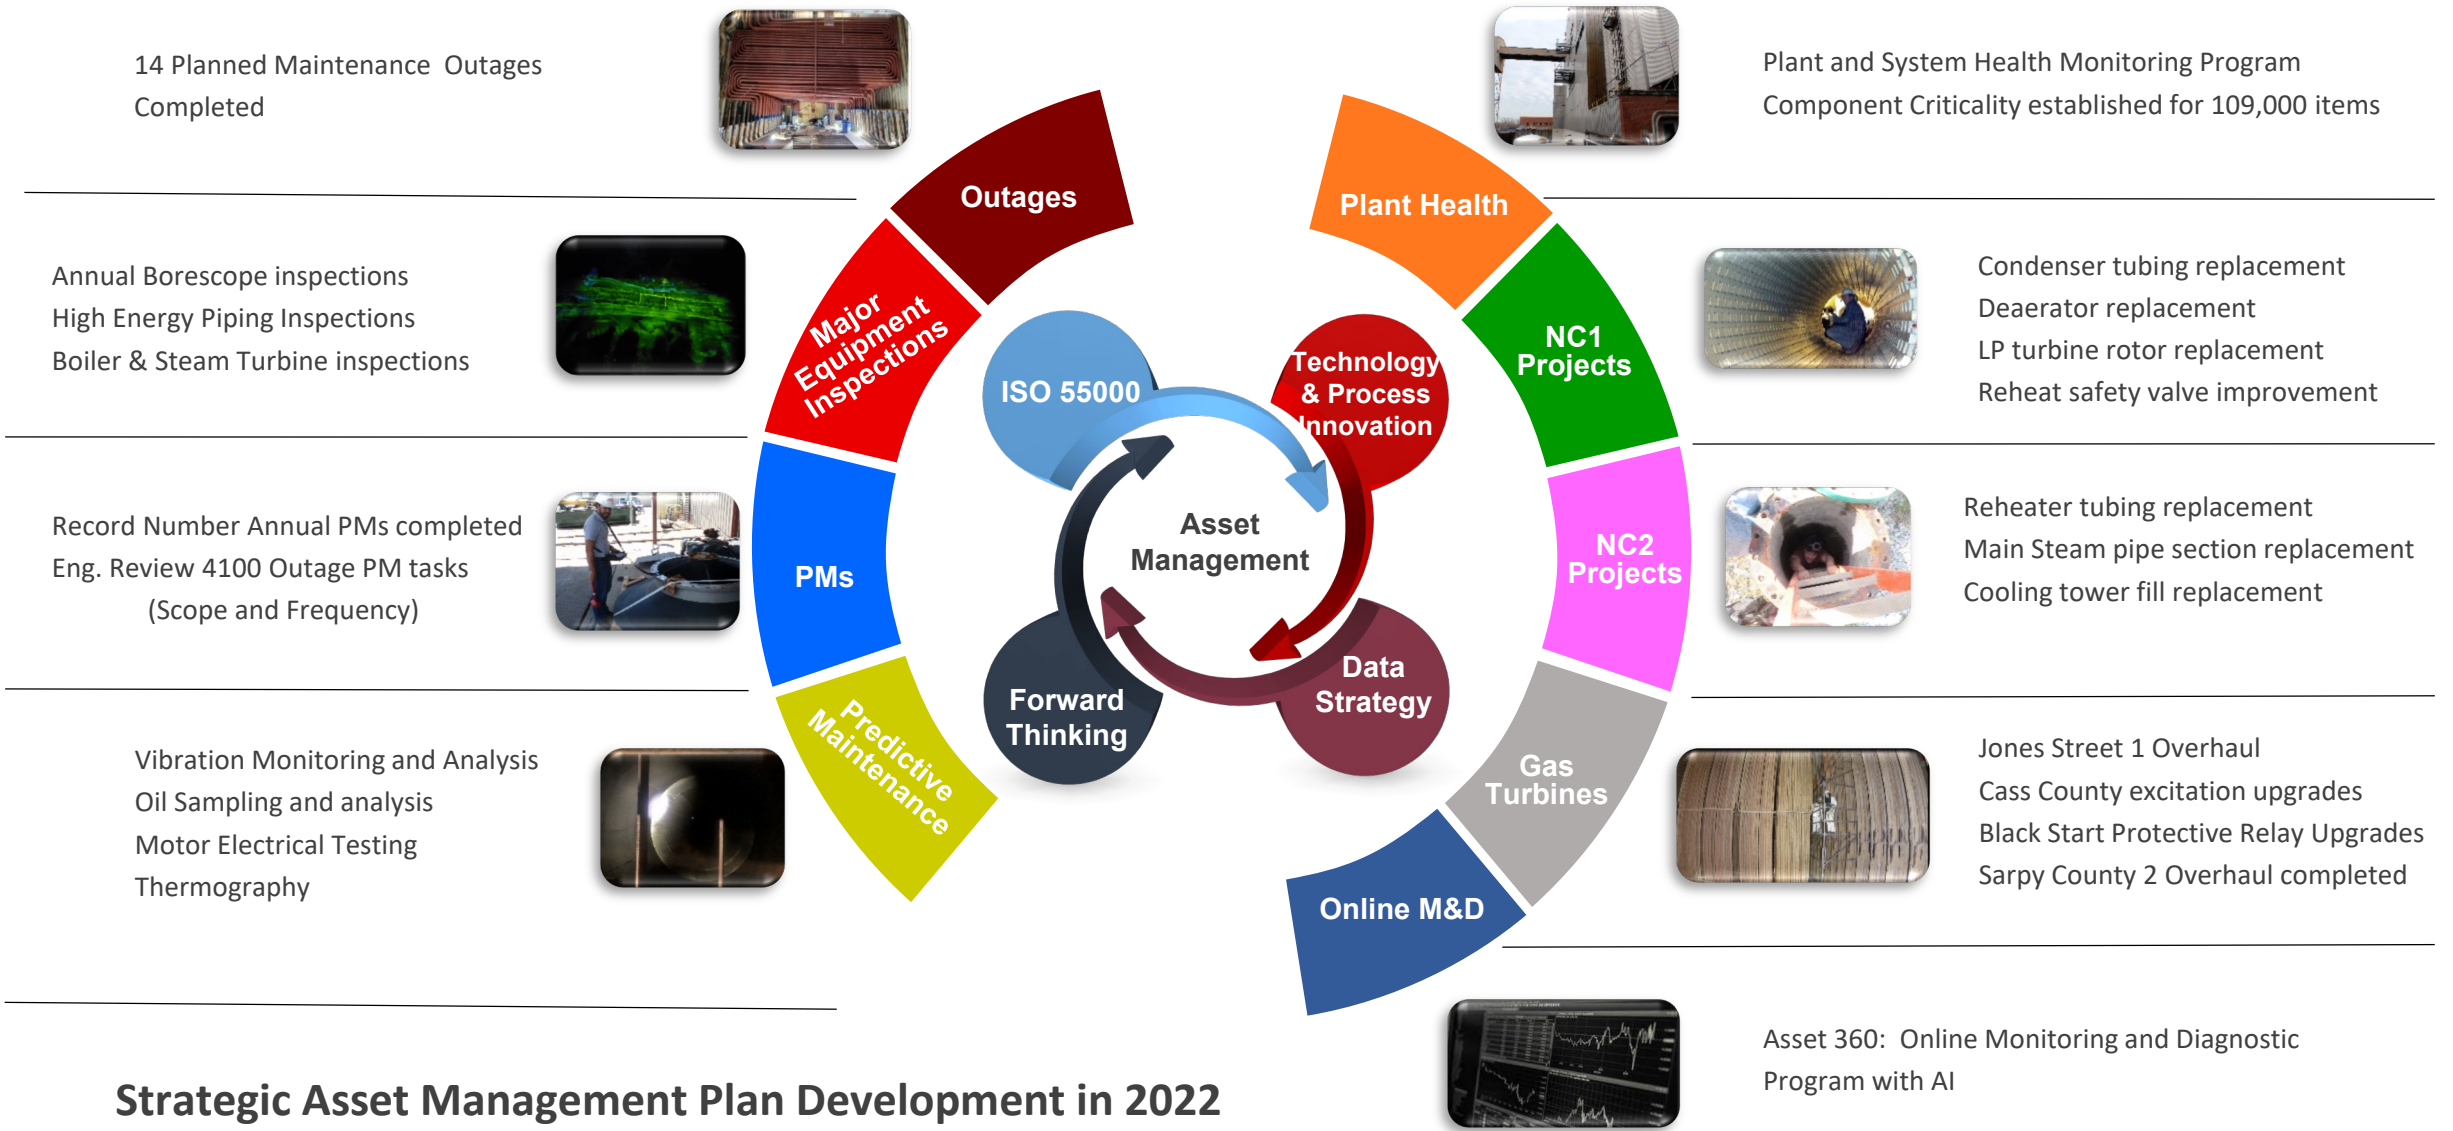 14 Planned Maintenance  Outages
Completed
Annual Borescope inspections
High Energy Piping Inspections
Boiler & Steam Turbine inspections
Record Number Annual PMs completed
Eng. Review 4100 Outage PM tasks
(Scope and Frequency)
Vibration Monitoring and Analysis
Oil Sampling and analysis
Motor Electrical Testing
Thermography
Outages
Major
Equipment
Inspections
PMs
Predictive
Maintenance
ISO 55000
Technology
& Process
Innovation
Asset
Management
Forward
Thinking
Data
Strategy
Plant Health
NC1
Projects
NC2
Projects
Gas
Turbines
Online M&D
Plant and System Health Monitoring Program
Component Criticality established for 109,000 items
Condenser tubing replacement
Deaerator replacement
LP turbine rotor replacement
Reheat safety valve improvement
Reheater tubing replacement
Main Steam pipe section replacement
Cooling tower fill replacement
Jones Street 1 Overhaul
Cass County excitation upgrades
Black Start Protective Relay Upgrades
Sarpy County 2 Overhaul completed
Asset 360:  Online Monitoring and Diagnostic
Program with AI
Strategic Asset Management Plan Development in 2022